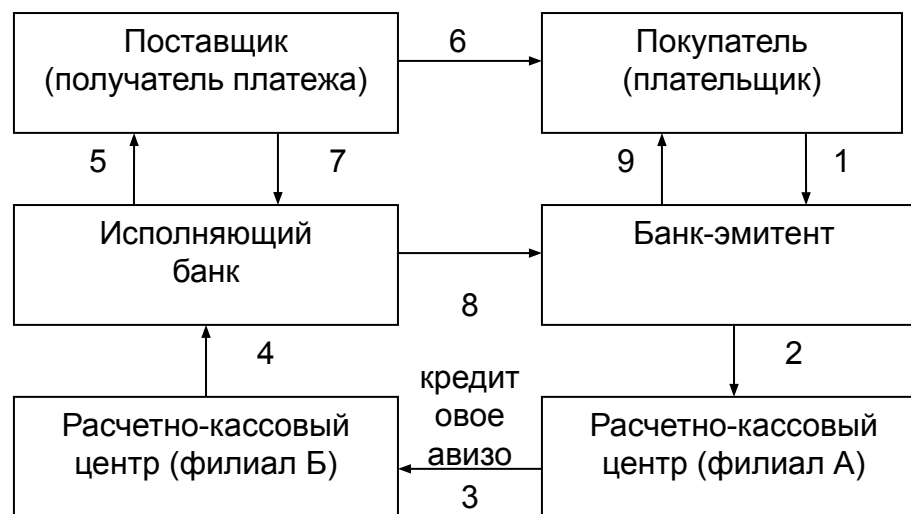 Поставщик
(получатель платежа)
6
Покупатель
(плательщик)
5
7
9
1
Исполняющий
банк
Банк-эмитент
8
4
2
кредит
овое
авизо
Расчетно-кассовый
центр (филиал Б)
Расчетно-кассовый
центр (филиал А)
3